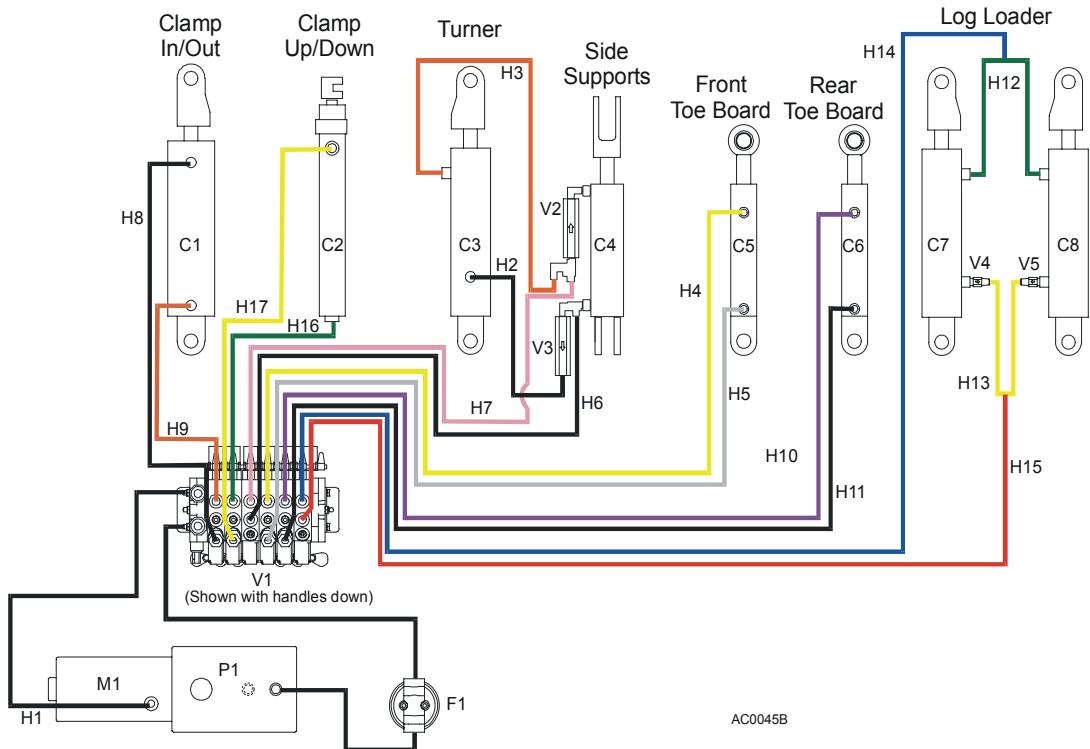 Clamp
In/Out
Clamp
Up/Down
Turner
Side
Supports
Front
Toe Board
Rear
Toe Board
Log Loader
H14
H3
H12
H8
V2
C1
C2
C3
C4
C5
C6
C7
C8
H2
V4
V5
H4
H17
H16
V3
H13
H5
H7
H6
H9
H10
H11
H15
V1
(Shown with handles down)
M1
P1
F1
H1
AC0045B